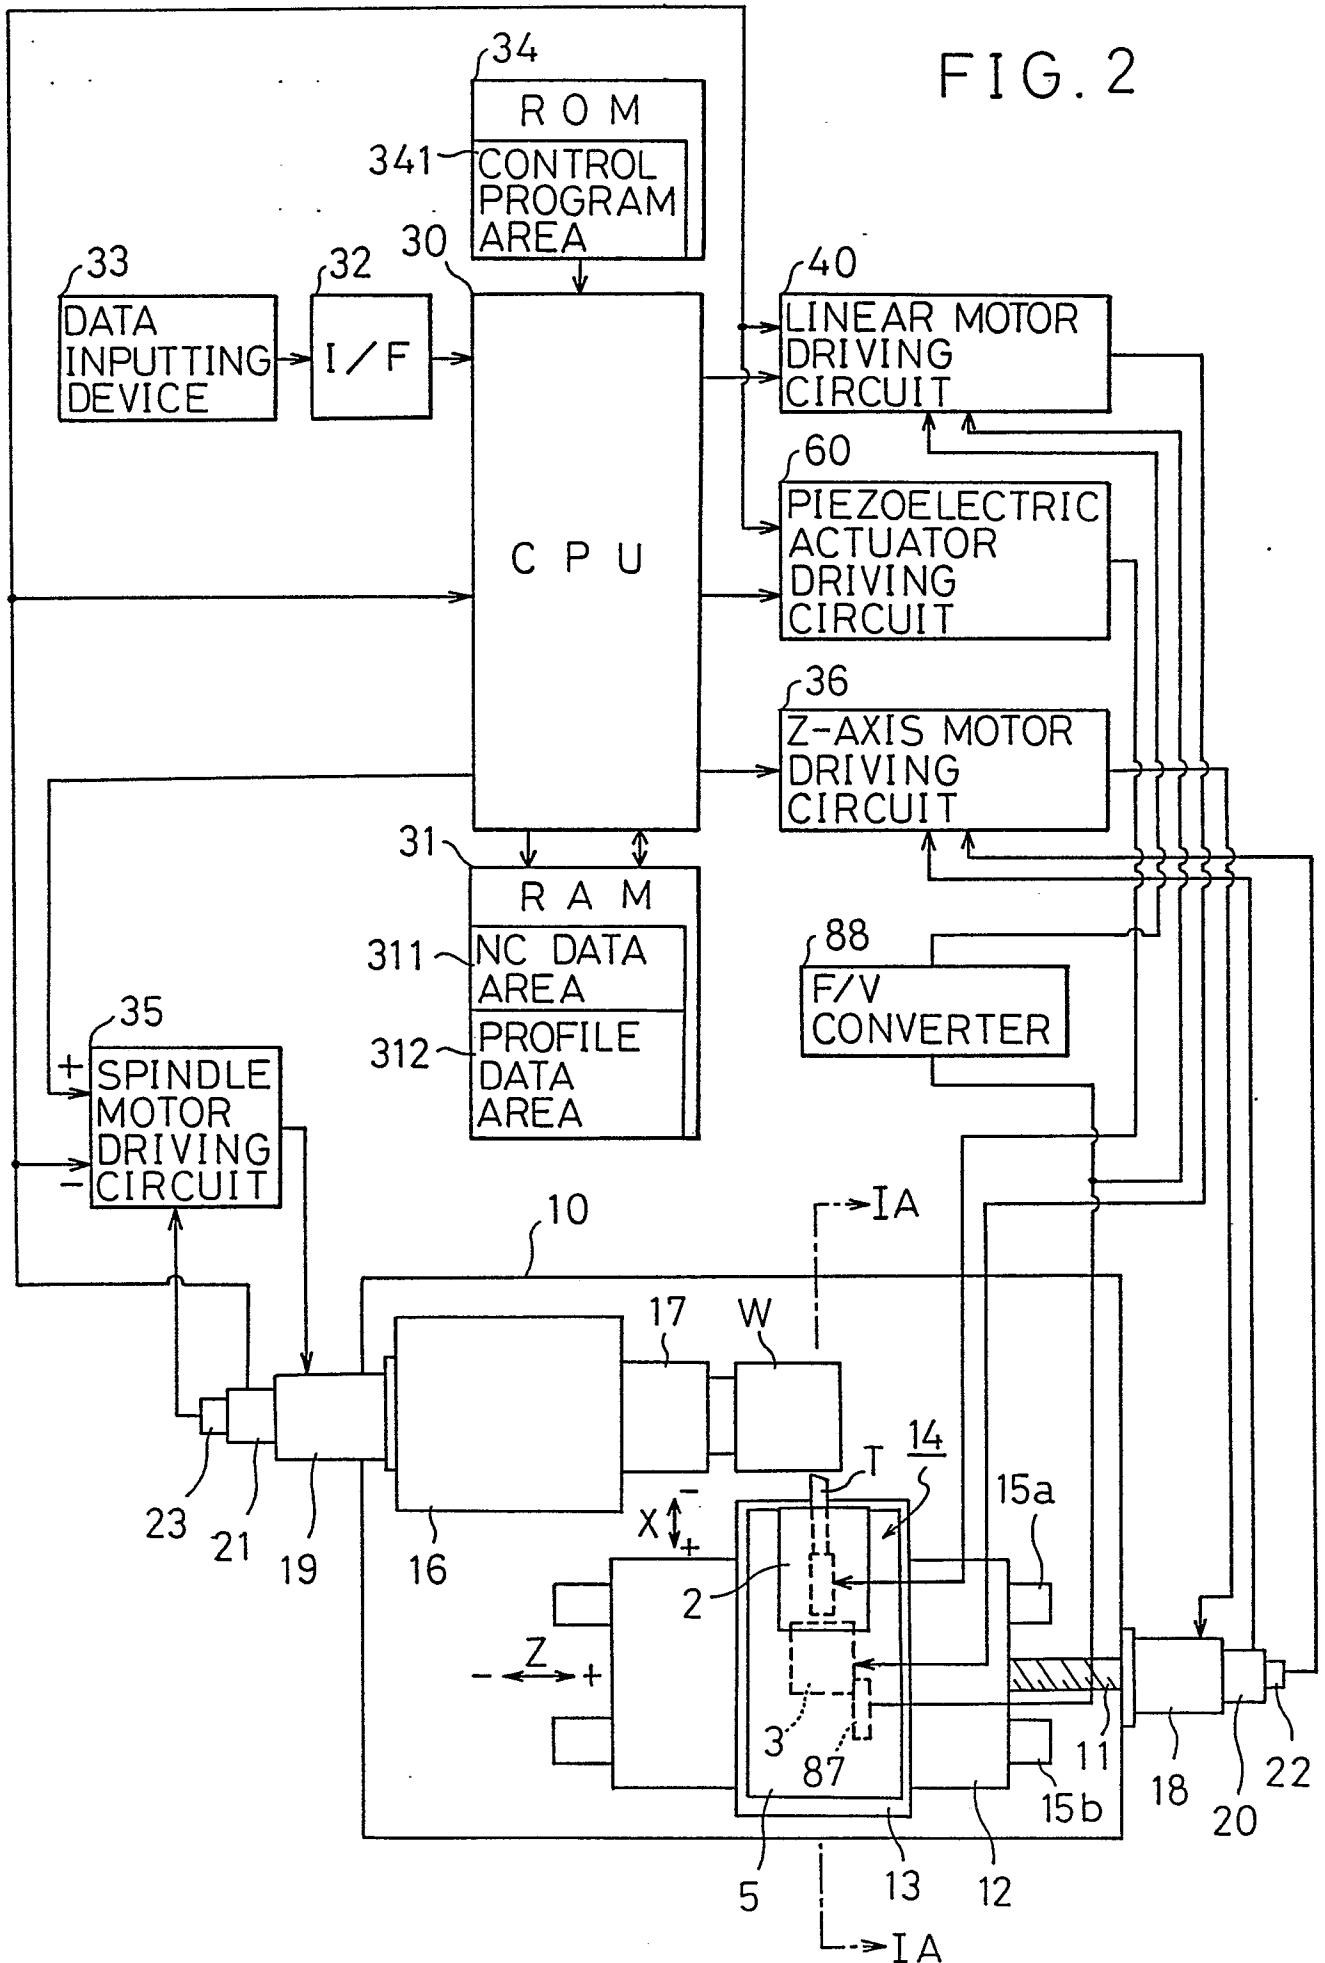 FIG. 2
34
ROM
341
CONTROL
PROGRAM
AREA
30
33
DATA
INPUTTING
DEVICE
32
I/F
CPU
40
LINEAR MOTOR
DRIVING
CIRCUIT
60
PIEZOELECTRIC
ACTUATOR
DRIVING
CIRCUIT
36
Z-AXIS MOTOR
DRIVING
CIRCUIT
31
RAM
311
NC DATA
AREA
312
PROFILE
DATA
AREA
88
F/V
CONVERTER
35
+
-
SPINDLE
MOTOR
DRIVING
CIRCUIT
IA
10
17
W
14
T
15a
X
-
+
23
21
19
16
2
- Z +
3
87
11
18
22
15b
20
5
13
12
IA